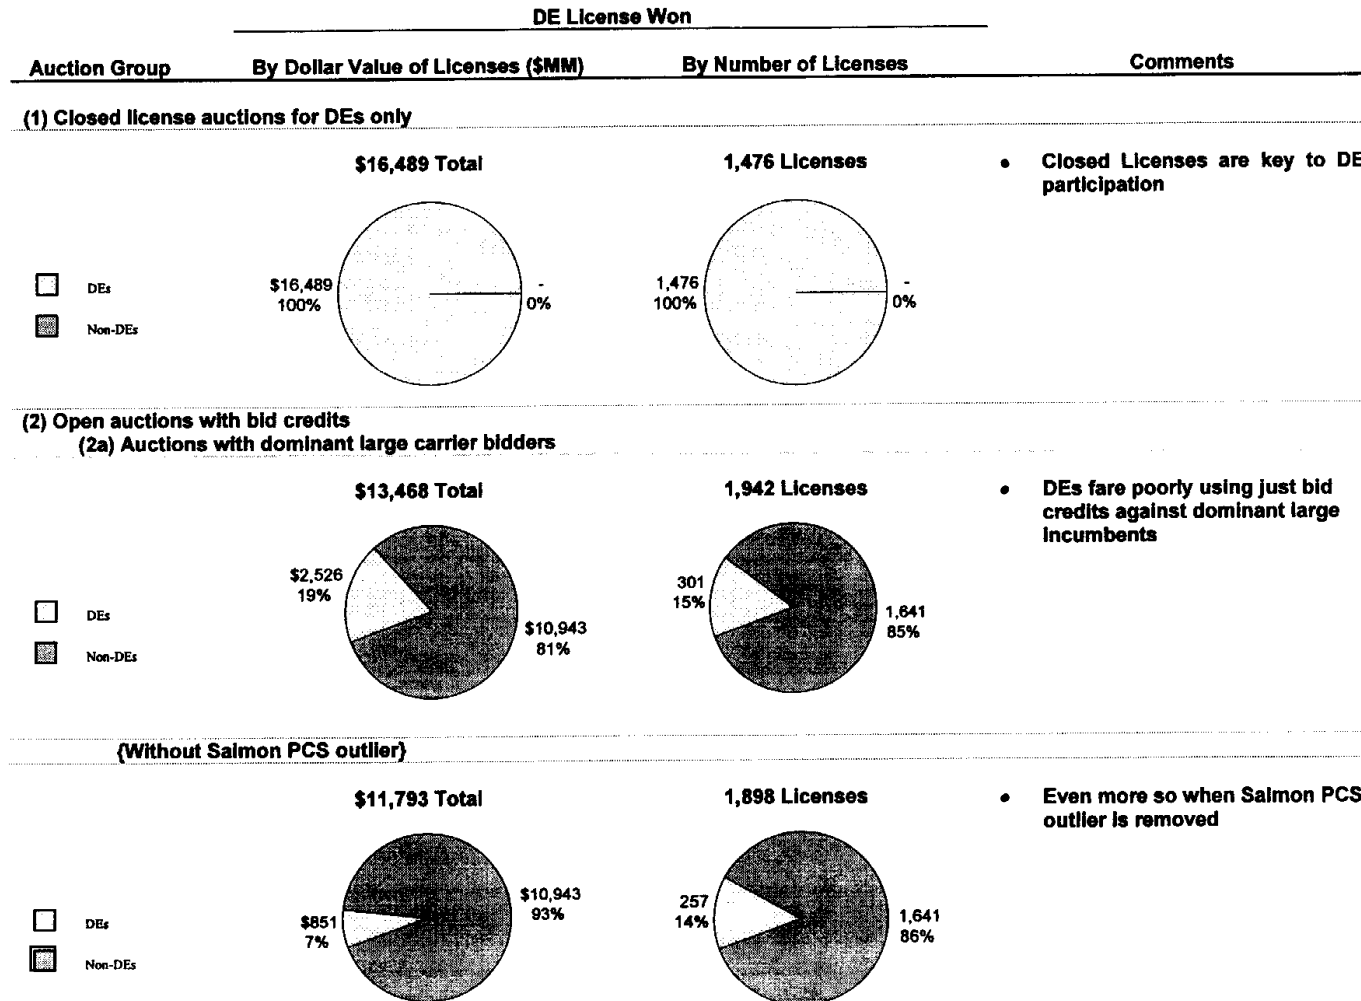 DE License Won
Auction Group By Dollar Value of Licenses ($MM) By Number of Licenses Comments
(1) Closed license auctions for DEs only
$16,489 Total 1,476 Licenses • Closed Licenses are key to DE
participation
DEs
Non-DEs
$16,489
100%
-
0%
1,476
100%
-
0%
(2) Open auctions with bid credits
(2a) Auctions with dominant large carrier bidders
$13,468 Total 1,942 Licenses • DEs fare poorly using just bid
credits against dominant large
incumbents
DEs
Non-DEs
$2,526
19%
$10,943
81%
301
15%
1,641
85%
{Without Salmon PCS outlier}
$11,793 Total 1,898 Licenses • Even more so when Salmon PCS
outlier is removed
DEs
Non-DEs
$851
7%
$10,943
93%
257
14%
1,641
86%